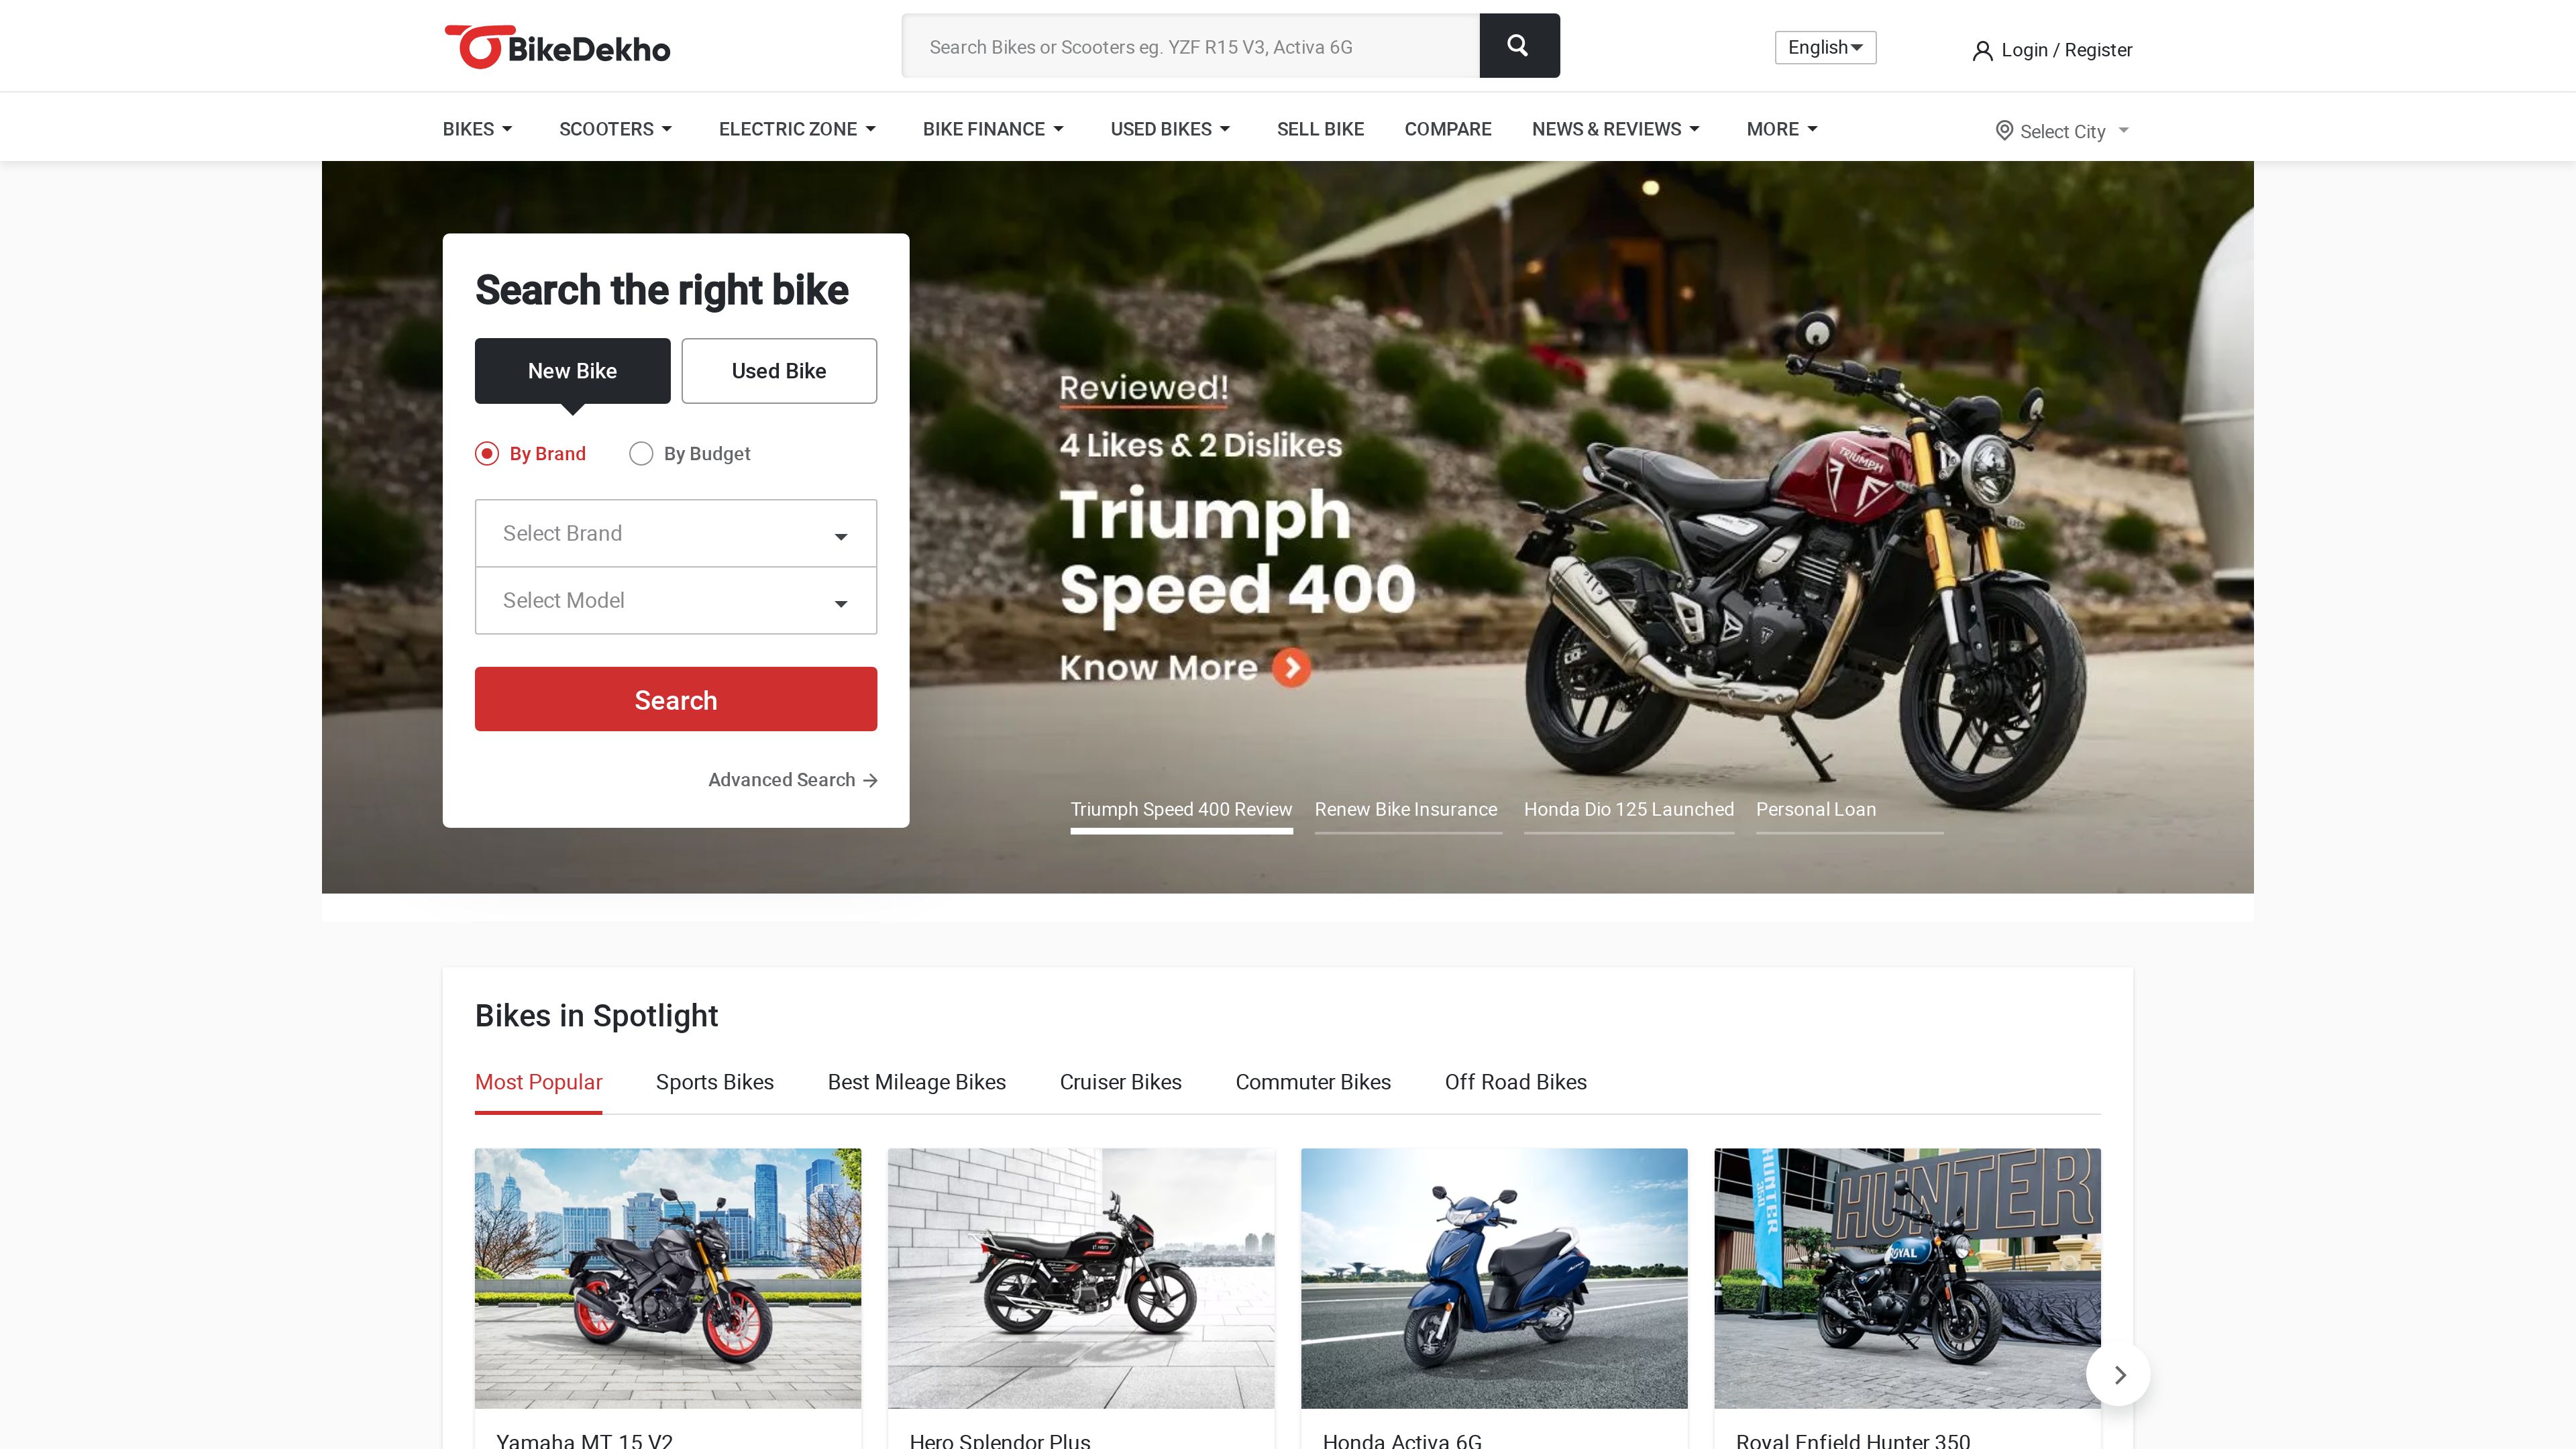 BikeDekho
Search Bikes or Scooters eg. YZF R15 V3, Activa 6G
English
Login / Register
BIKES
SCOOTERS
ELECTRIC ZONE
BIKE FINANCE
USED BIKES
SELL BIKE
COMPARE
NEWS & REVIEWS
MORE
Select City
Search the right bike
New Bike
Used Bike
By Brand
By Budget
Select Brand
Select Model
Search
Advanced Search
Reviewed!
4 Likes & 2 Dislikes
Triumph
Speed 400
Know More
TRIUMPH
Triumph Speed 400 Review
Renew Bike Insurance
Honda Dio 125 Launched
Personal Loan
Bikes in Spotlight
Most Popular
Sports Bikes
Best Mileage Bikes
Cruiser Bikes
Commuter Bikes
Off Road Bikes
HUNTER
HUNTER
ROYAL
Yamaha MT 15 V2
Hero Splendor Plus
Honda Activa 6G
Royal Enfield Hunter 350